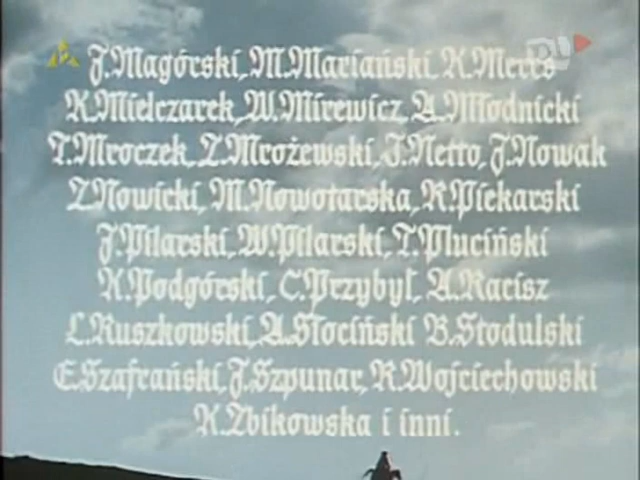 J.Magórski, M.Mariański, K.Meres
K.Mielczarek, W.Mirewicz, A.Młodnicki
T.Mroczek, Z.Mrożewski, I.Netto, J.Nowak
Z.Nowicki, M.Nowotarska, R.Piekarski
J.Pilarski, W.Pilarski, T.Pluciński
K.Podgórski, C.Przybył, A.Racisz
L.Ruszkowski, A.Słociński B.Stodulski
E.Szafrański, J.Szpunar, R.Wojciechowski
K.Zbikowska i inni.